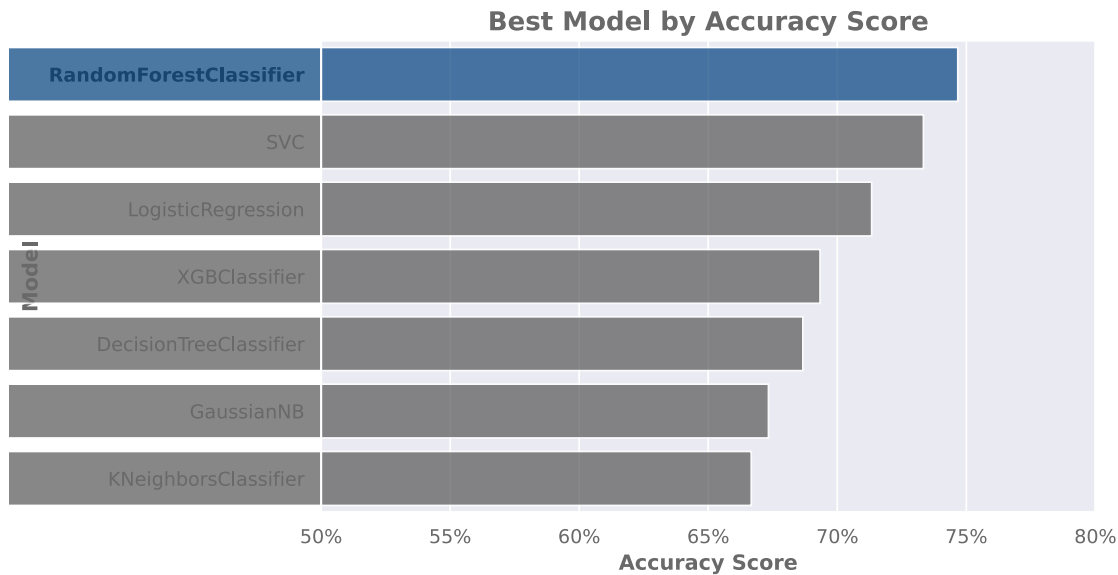 Best Model by Accuracy Score
RandomForestClassifier
SVC
LogisticRegression
XGBClassifier
DecisionTreeClassifier
GaussianNB
KNeighborsClassifier
Model
50% 55% 60% 65% 70% 75% 80%
Accuracy Score